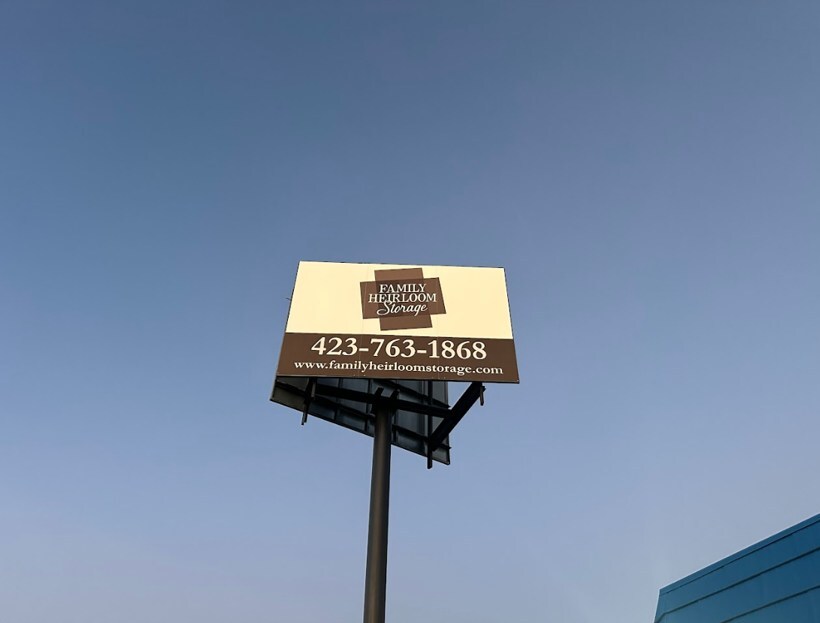 FAMILY
HEIRLOOM
Storage
423-763-1868
www.familyheirloomstorage.com